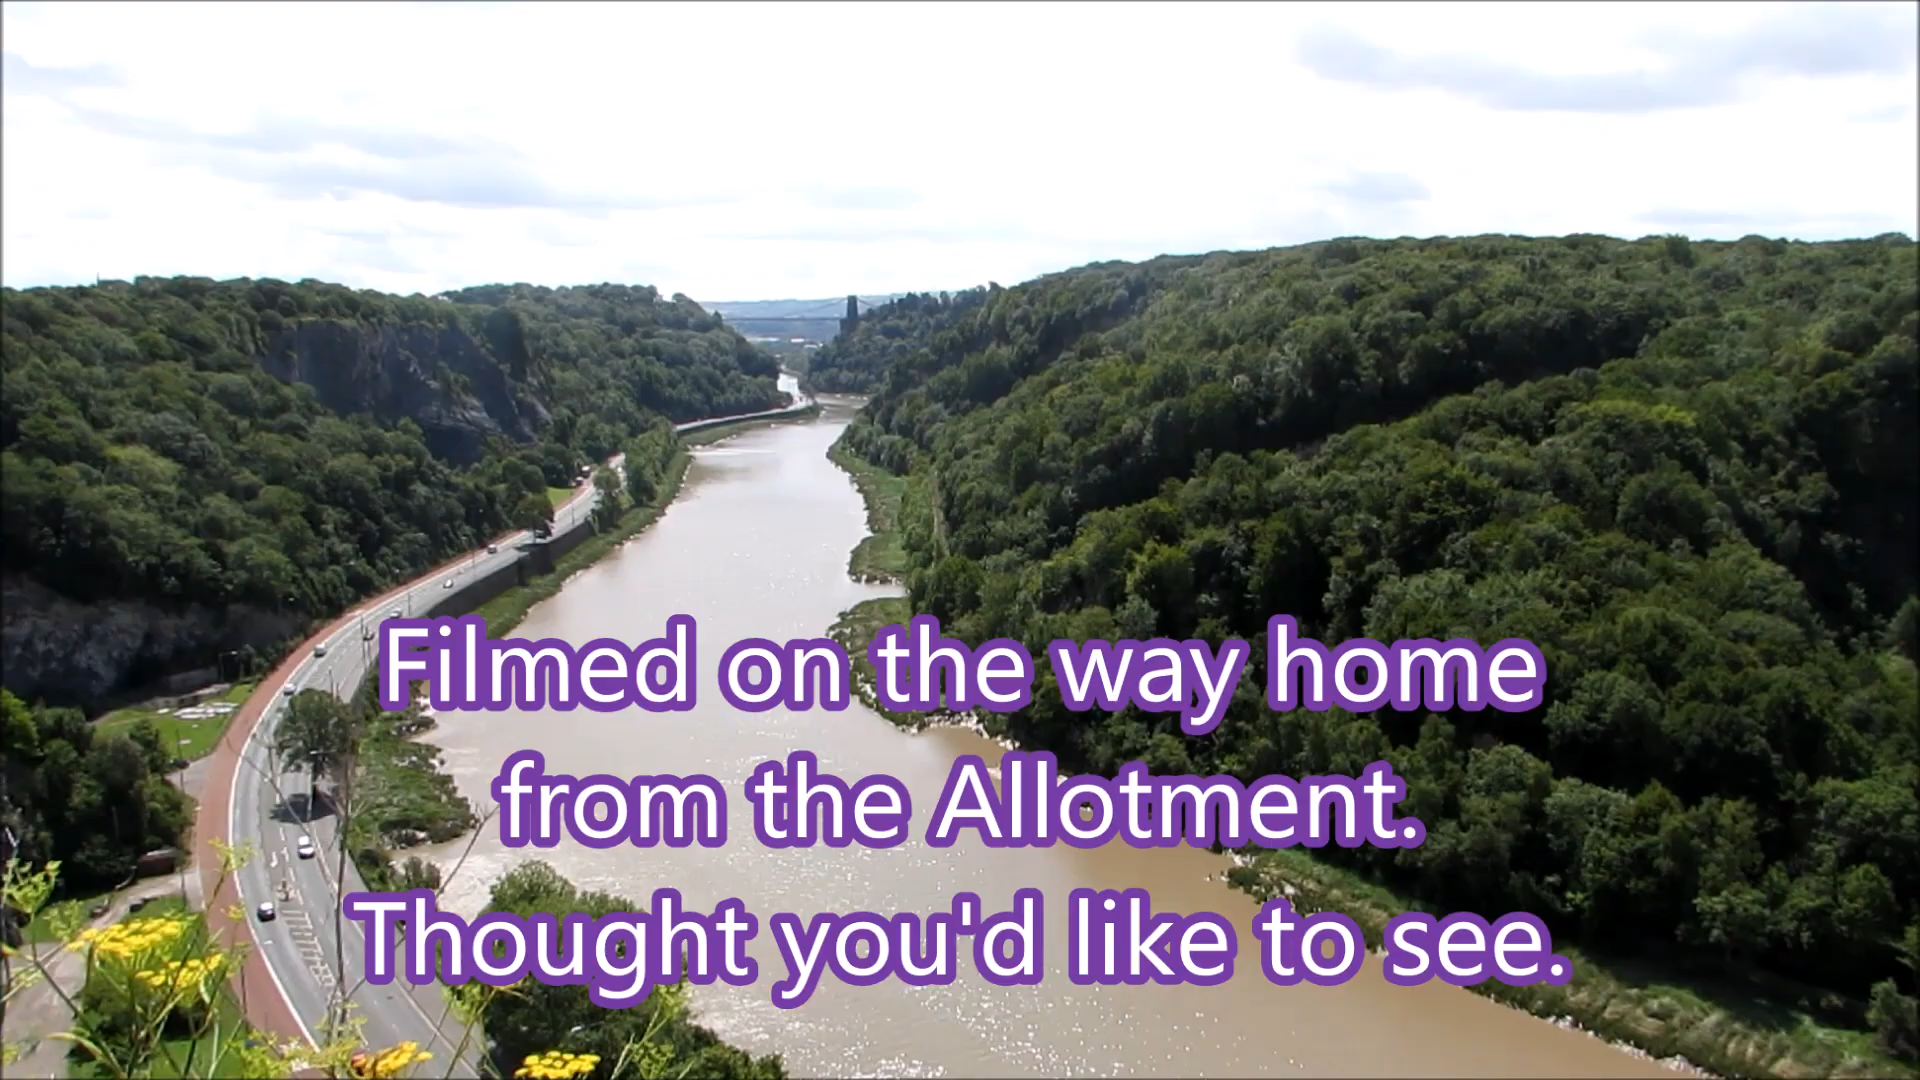 Filmed on the way home
from the Allotment.
Thought you'd like to see.